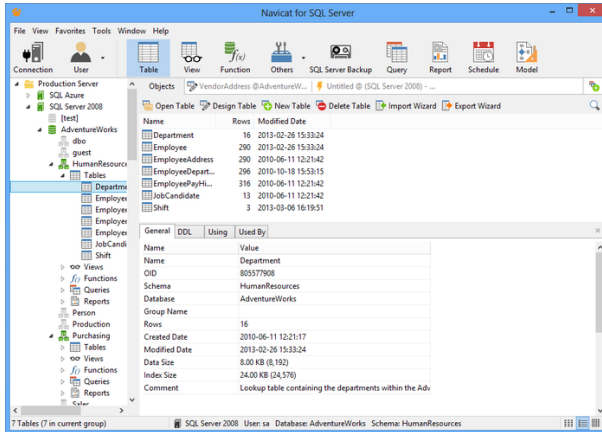 Navicat for SQL Server
File View Favorites Tools Window Help
Connection User Table View Function Others SQL Server Backup Query Report Schedule Model
Production Server
SQL Azure
SQL Server 2008
[test]
AdventureWorks
dbo
guest
HumanResource
Tables
Departme
Employee
Employee
Employee
Employee
JobCandi
Shift
Views
Functions
Queries
Reports
Person
Production
Purchasing
Tables
Views
Functions
Queries
Reports
Sales
Objects VendorAddress @AdventureW... Untitled @ (SQL Server 2008) - ...
Open Table Design Table New Table Delete Table Import Wizard Export Wizard
Name Rows Modified Date
Department 16 2013-02-26 15:33:24
Employee 290 2013-02-26 15:33:24
EmployeeAddress 290 2010-06-11 12:21:42
EmployeeDepart... 296 2010-10-18 15:53:15
EmployeePayHi... 316 2010-06-11 12:21:42
JobCandidate 13 2010-06-11 12:21:42
Shift 3 2013-03-06 16:19:51
General DDL Using Used By
Name Value
Name Department
OID 805577908
Schema HumanResources
Database AdventureWorks
Group Name
Rows 16
Created Date 2010-06-11 12:21:17
Modified Date 2013-02-26 15:33:24
Data Size 8.00 KB (8,192)
Index Size 24.00 KB (24,576)
Comment Lookup table containing the departments within the Adv
7 Tables (7 in current group) SQL Server 2008 User: sa Database: AdventureWorks Schema: HumanResources